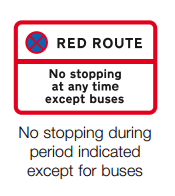 RED ROUTE
No stopping
at any time
except buses
No stopping during
period indicated
except for buses